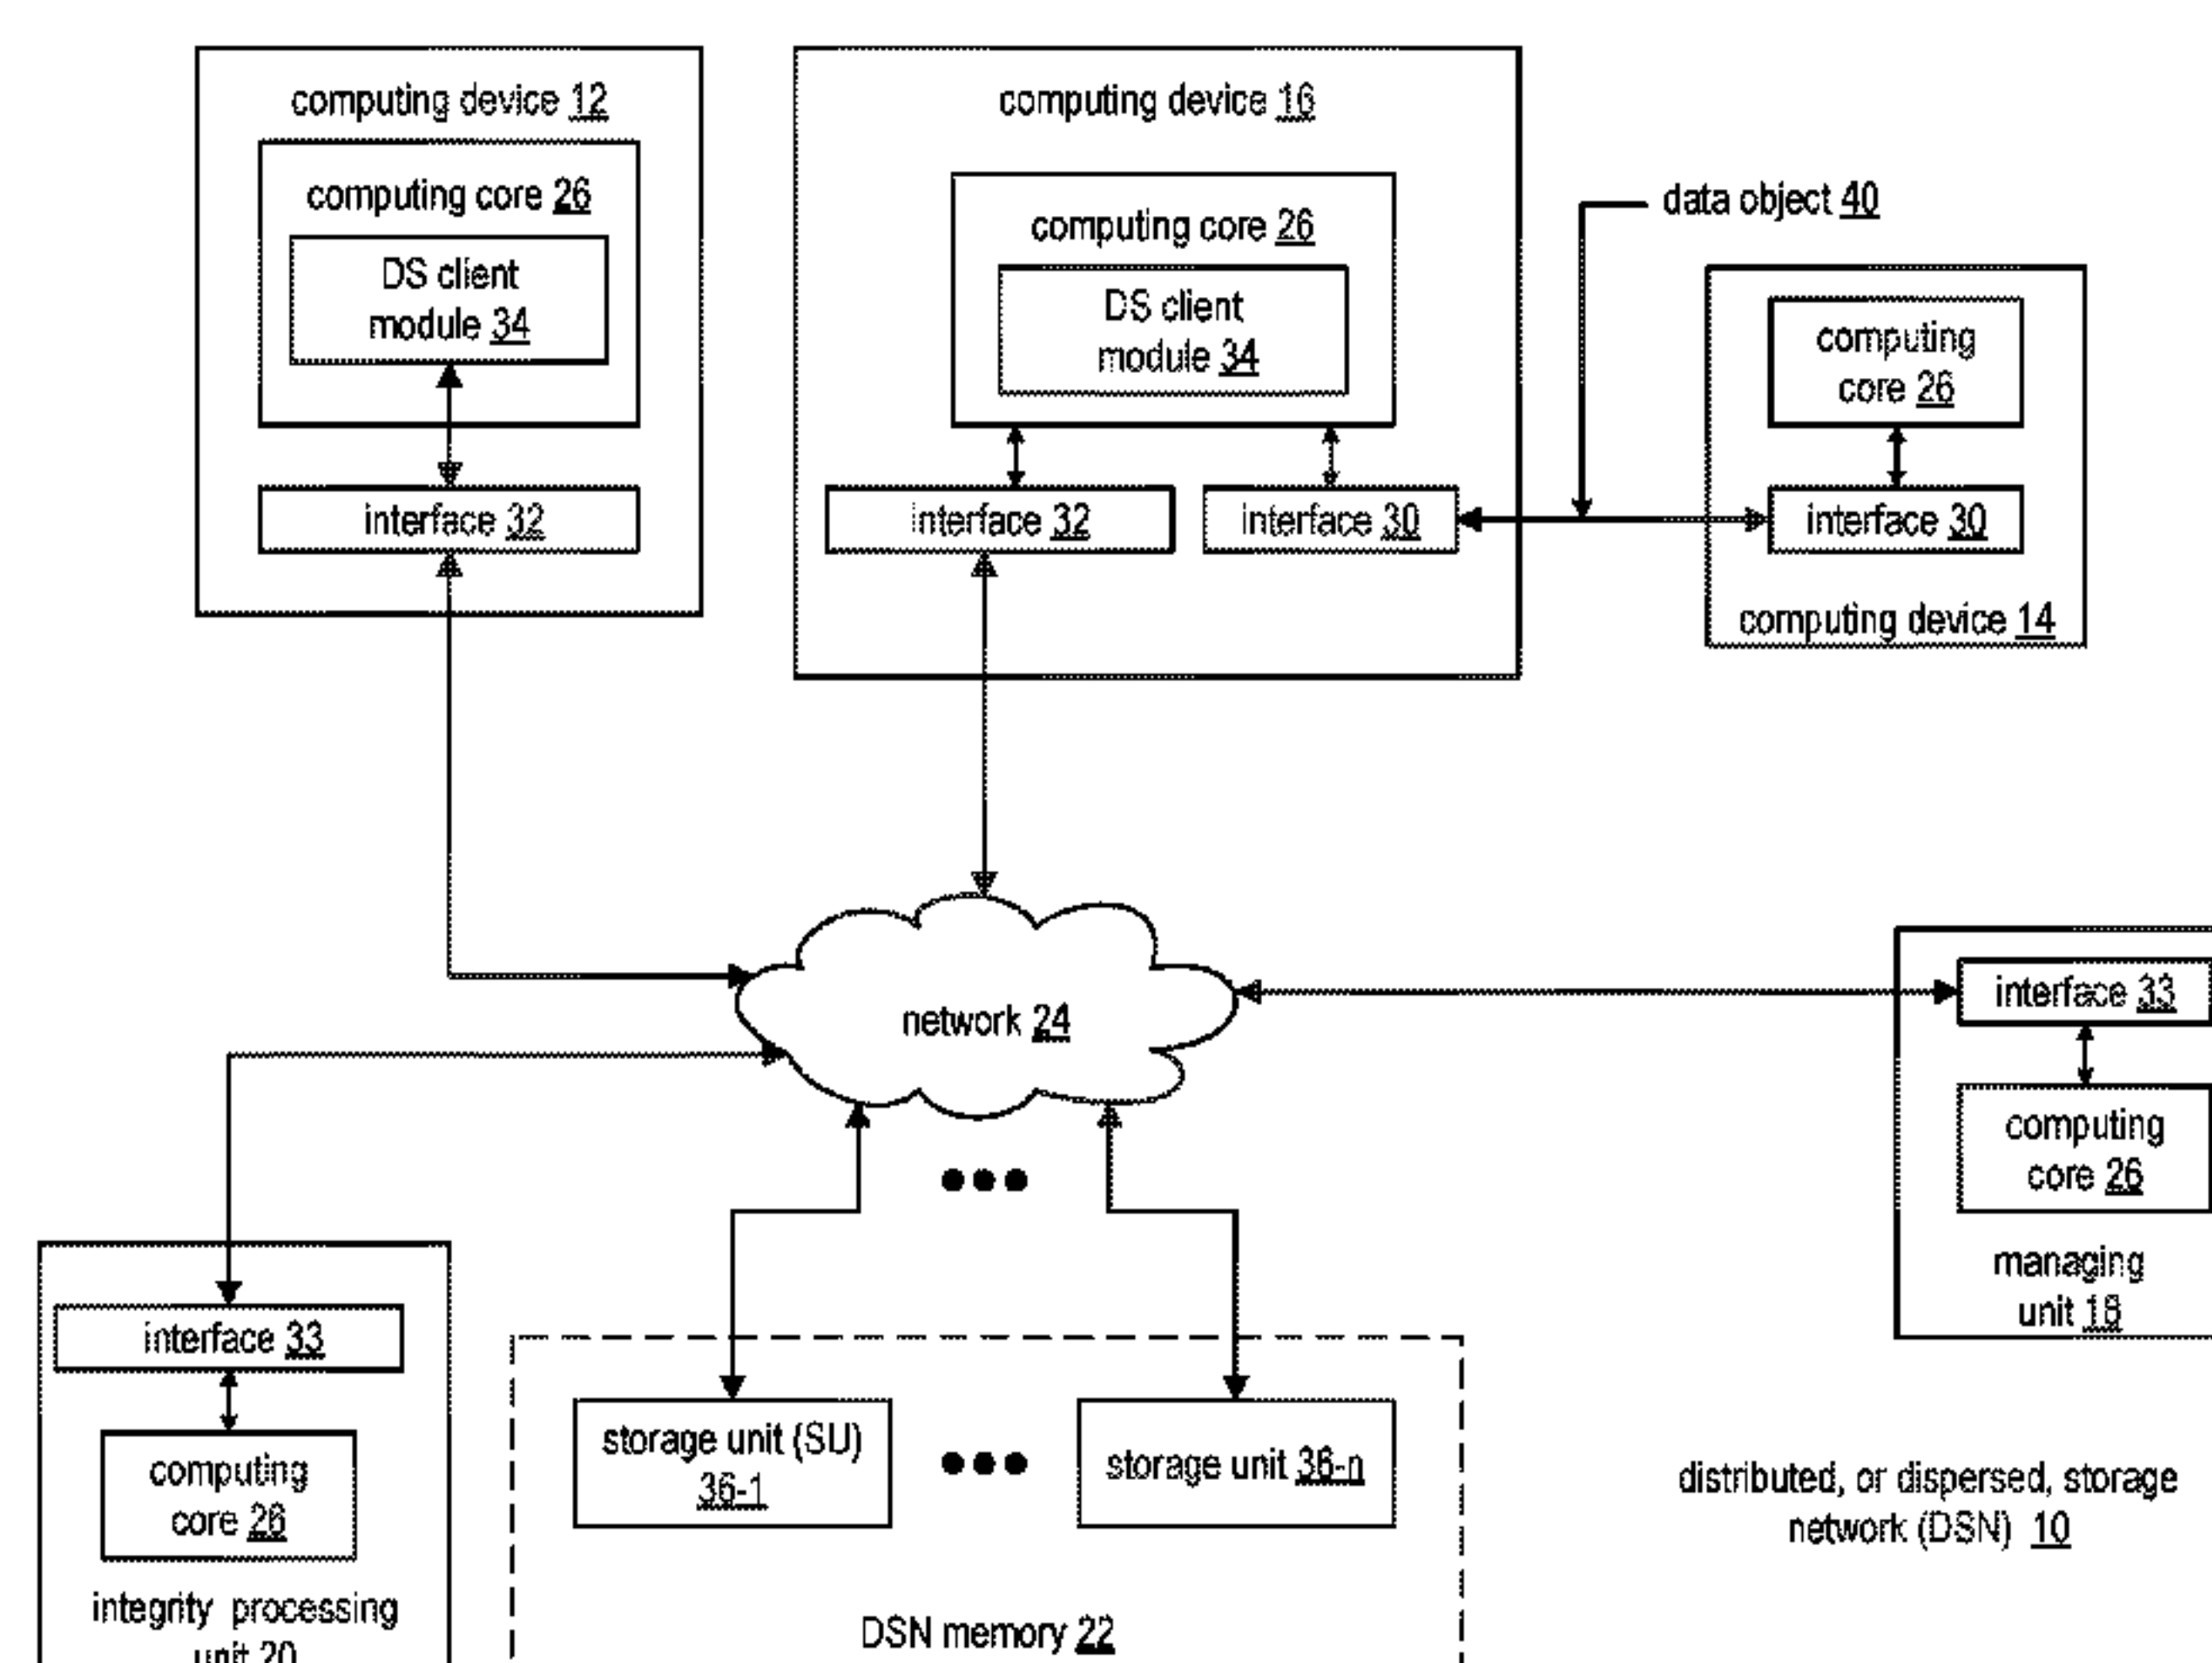 computing device 12
computing core 26
DS client
module 34
interface 32
computing device 16
computing core 26
DS client
module 34
interface 32
interface 30
data object 40
computing
core 26
interface 30
computing device 14
network 24
interface 33
computing
core 26
managing
unit 18
interface 33
computing
core 26
integrity processing
unit 20
storage unit (SU)
36-1
storage unit 36-n
DSN memory 22
distributed, or dispersed, storage
network (DSN) 10